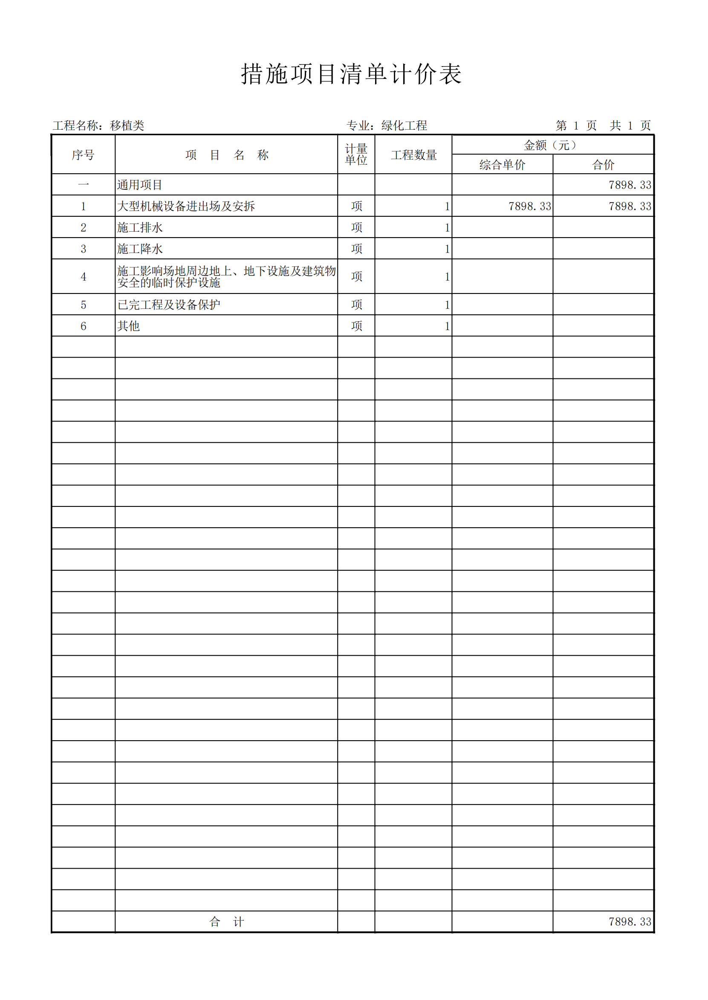 措施项目清单计价表
工程名称：移植类 专业：绿化工程 第 1 页 共 1 页
序号 项 目 名 称 计量单位 工程数量 金额（元）
综合单价 合价
一 通用项目 7898.33
1 大型机械设备进出场及安拆 项 1 7898.33 7898.33
2 施工排水 项 1
3 施工降水 项 1
4 施工影响场地周边地上、地下设施及建筑物 项 1
安全的临时保护设施
5 已完工程及设备保护 项 1
6 其他 项 1
合 计 7898.33